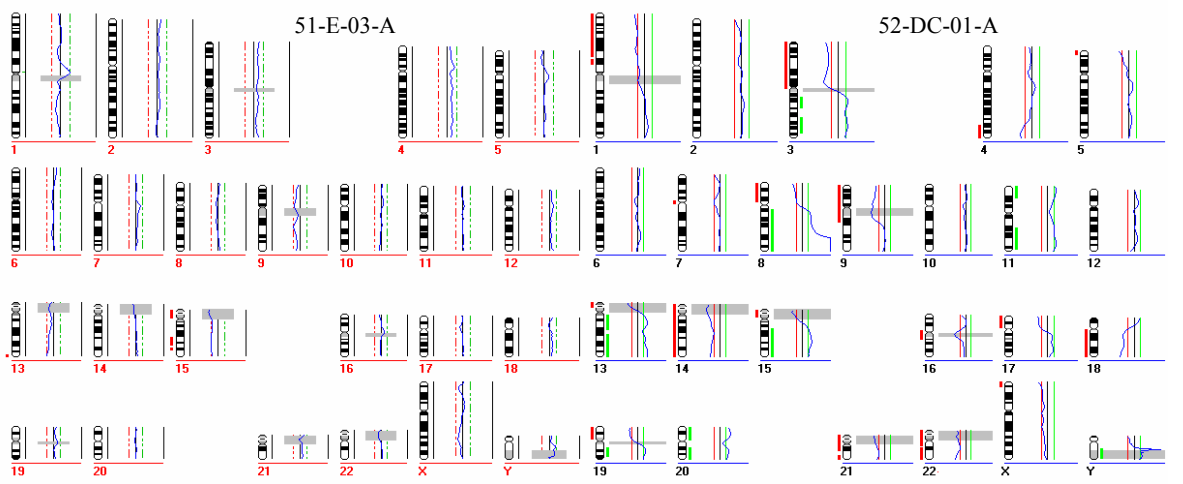 51-E-03-A 52-DC-01-A
1 2 3 4 5 1 2 3 4 5
6 7 8 9 10 11 12 6 7 8 9 10 11 12
13 14 15 16 17 18 13 14 15 16 17 18
19 20 21 22 X Y 19 20 21 22 X Y